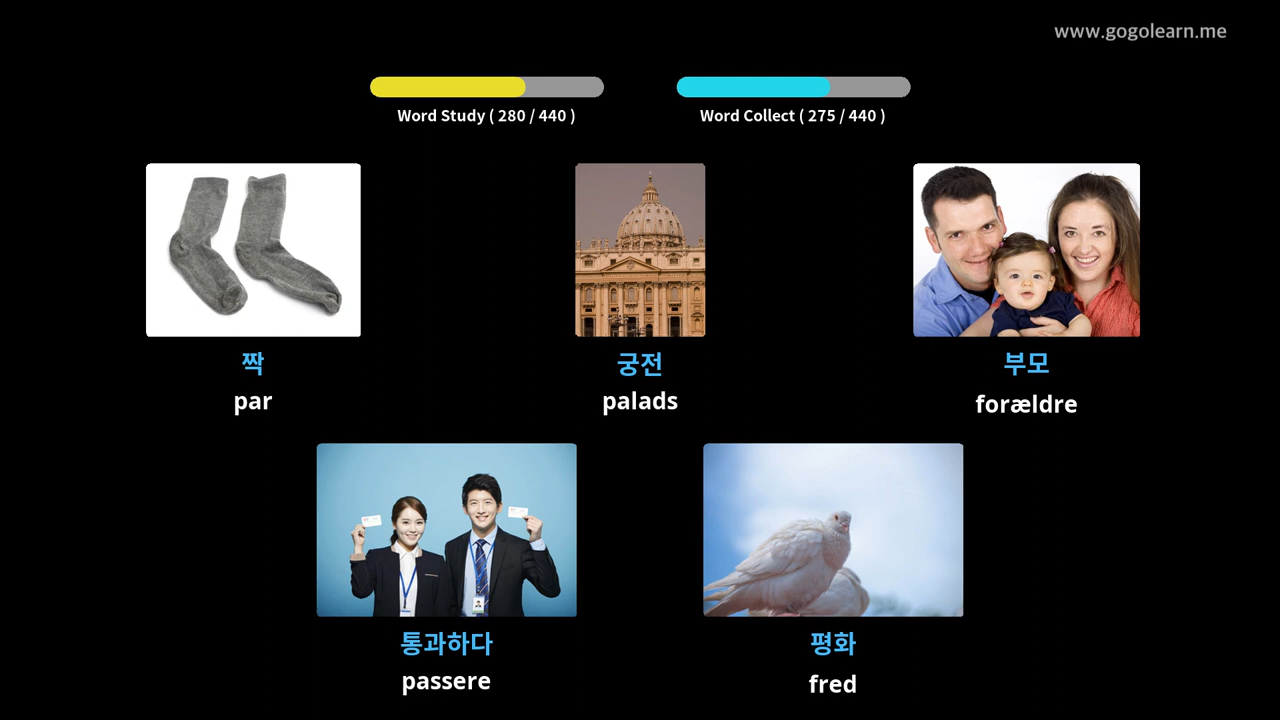 www.gogolearn.me
Word Study ( 280 / 440 )
Word Collect ( 275 / 440 )
짝
par
궁전
palads
부모
forældre
통과하다
passere
평화
fred